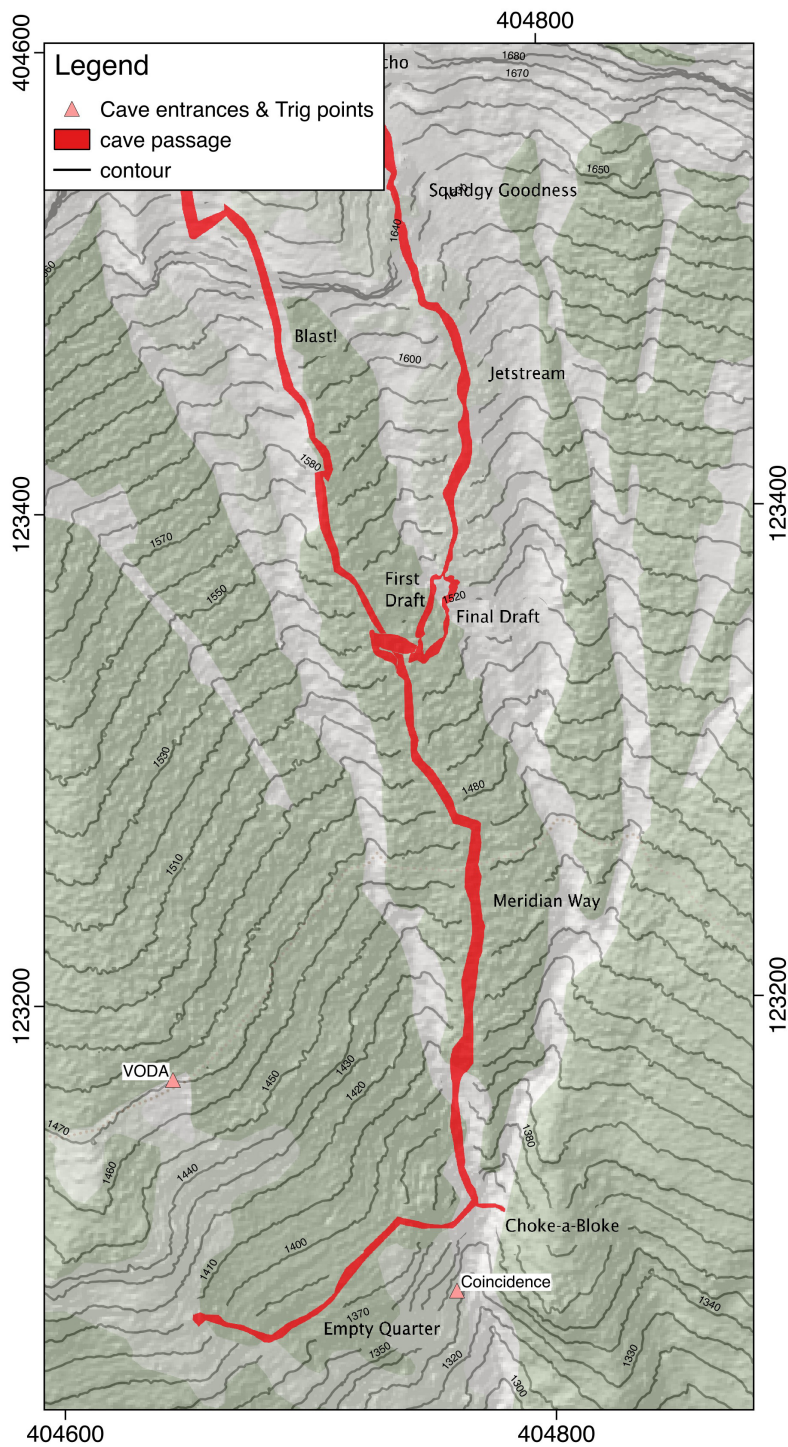 404800
404600
Legend
Cave entrances & Trig points
cave passage
contour
cho
1680
1670
1650
Squidgy Goodness
1640
Blast!
1600
Jetstream
1580
123400
123400
1570
1550
First
Draft
1520
Final Draft
1530
1480
1510
Meridian Way
123200
123200
VODA
1450
1430
1420
1470
1380
1460
1440
Choke-a-Bloke
1400
1410
Coincidence
1340
1370
Empty Quarter
1350
1330
1320
1300
404600
404800